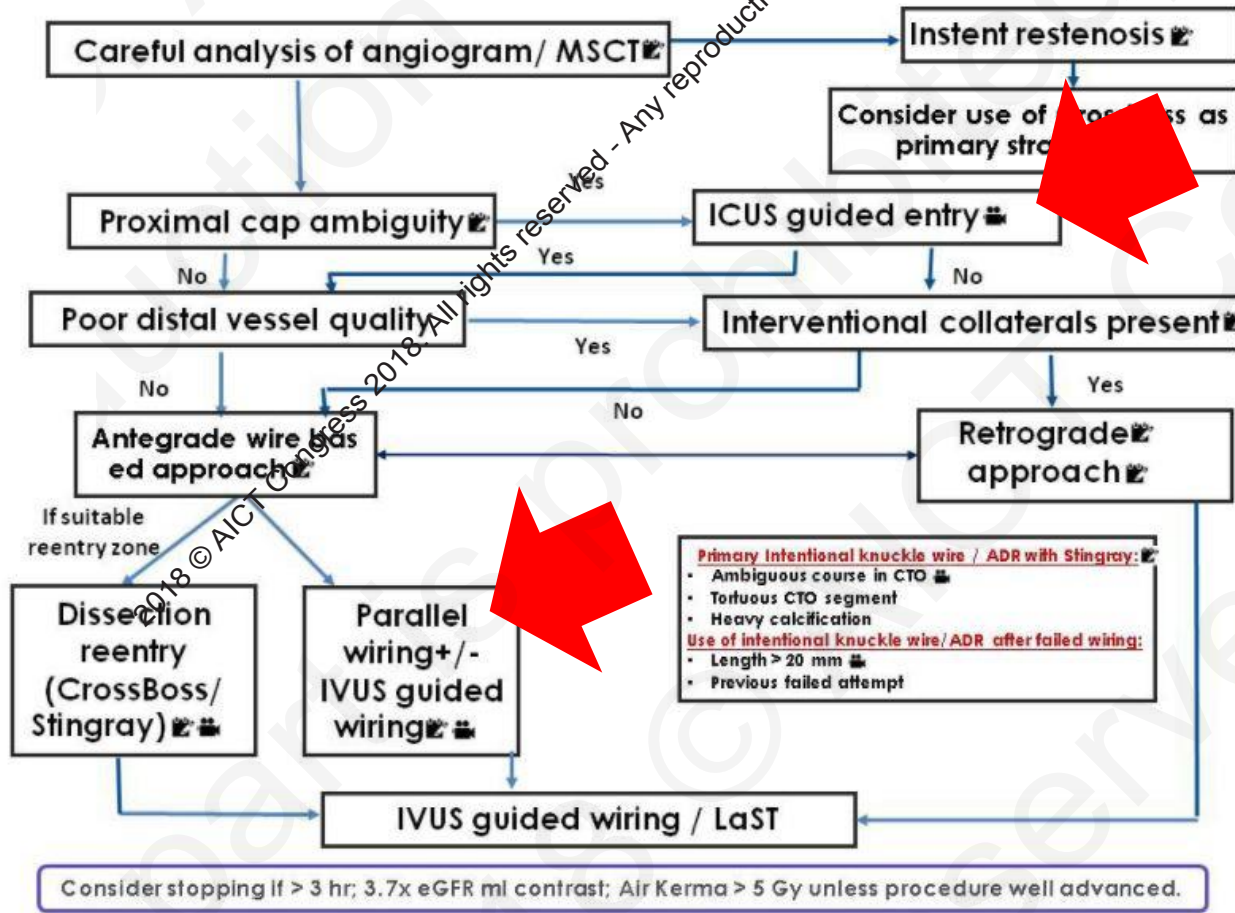 Careful analysis of angiogram/ MSCT
Instent restenosis
Consider use of as
primary
Yes
Proximal cap ambiguity
ICUS guided entry
No
Yes
No
Poor distal vessel quality
Yes
Interventional collaterals present
No
No
Yes
Antegrade wire bas
ed approach
Retrograde
approach
If suitable
reentry zone
Dissection
reentry
(CrossBoss/
Stingray)
Parallel
wiring+/-
IVUS guided
wiring
Primary Intentional knuckle wire / ADR with Stingray:
• Ambiguous course in CTO
• Tortuous CTO segment
• Heavy calcification
Use of intentional knuckle wire/ADR after failed wiring:
• Length > 20 mm
• Previous failed attempt
IVUS guided wiring / LaST
Consider stopping if > 3 hr; 3.7x eGFR ml contrast; Air Kerma > 5 Gy unless procedure well advanced.
2018 © AICT Congress 2018. All rights reserved - Any reproduction